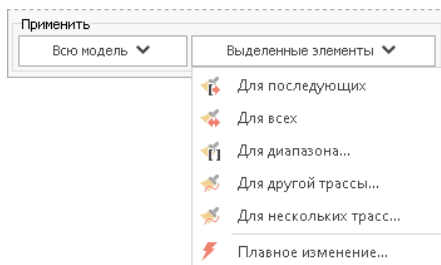 Применить
Всю модель
Выделенные элементы
Для последующих
Для всех
Для диапазона...
Для другой трассы...
Для нескольких трасс...
Плавное изменение...